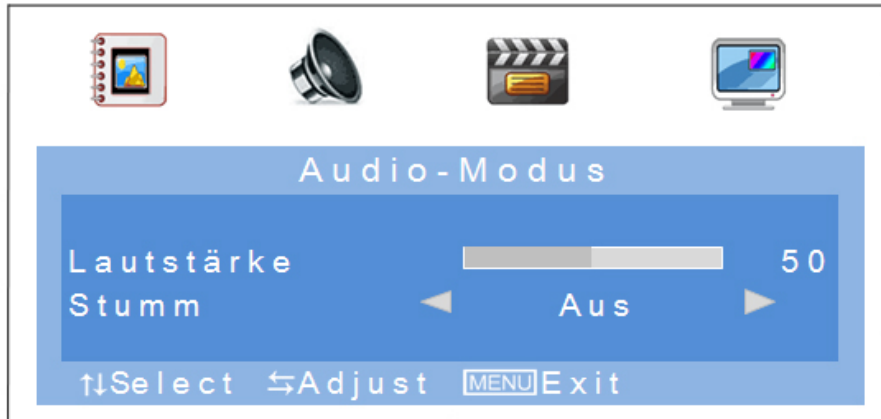 Audio-Modus
Lautstärke 50
Stumm Aus
↑↓Select ⇆Adjust MENU Exit